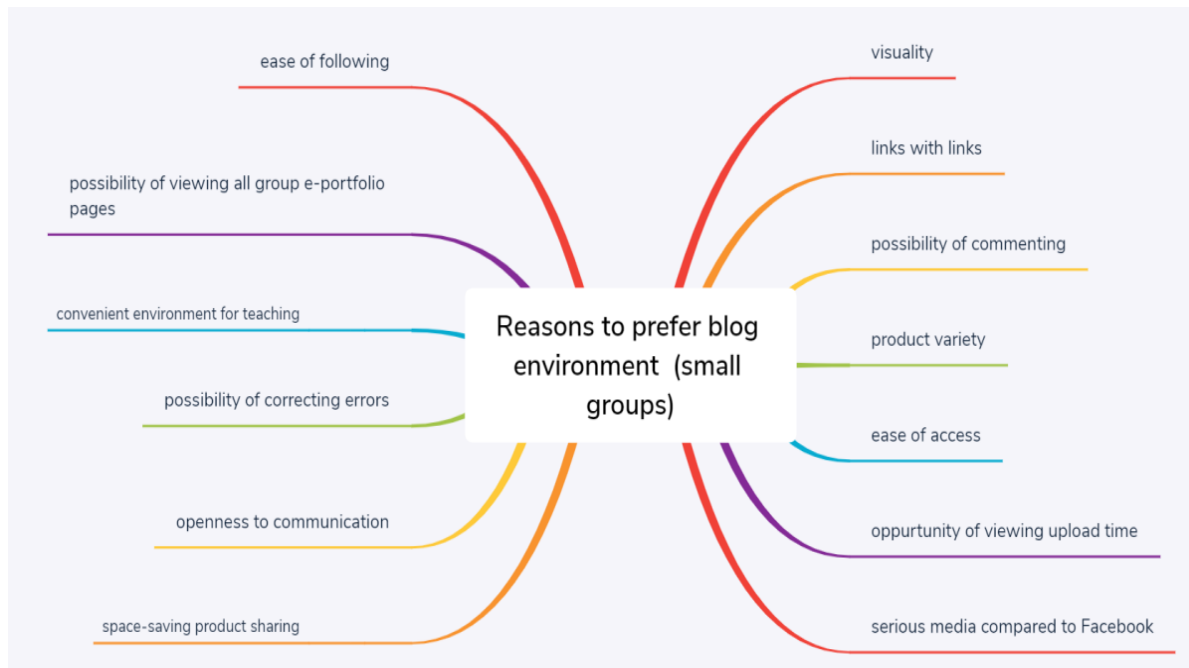 ease of following
possibility of viewing all group e-portfolio
pages
convenient environment for teaching
possibility of correcting errors
openness to communication
space-saving product sharing
Reasons to prefer blog
environment (small
groups)
visuality
links with links
possibility of commenting
product variety
ease of access
oppurtunity of viewing upload time
serious media compared to Facebook